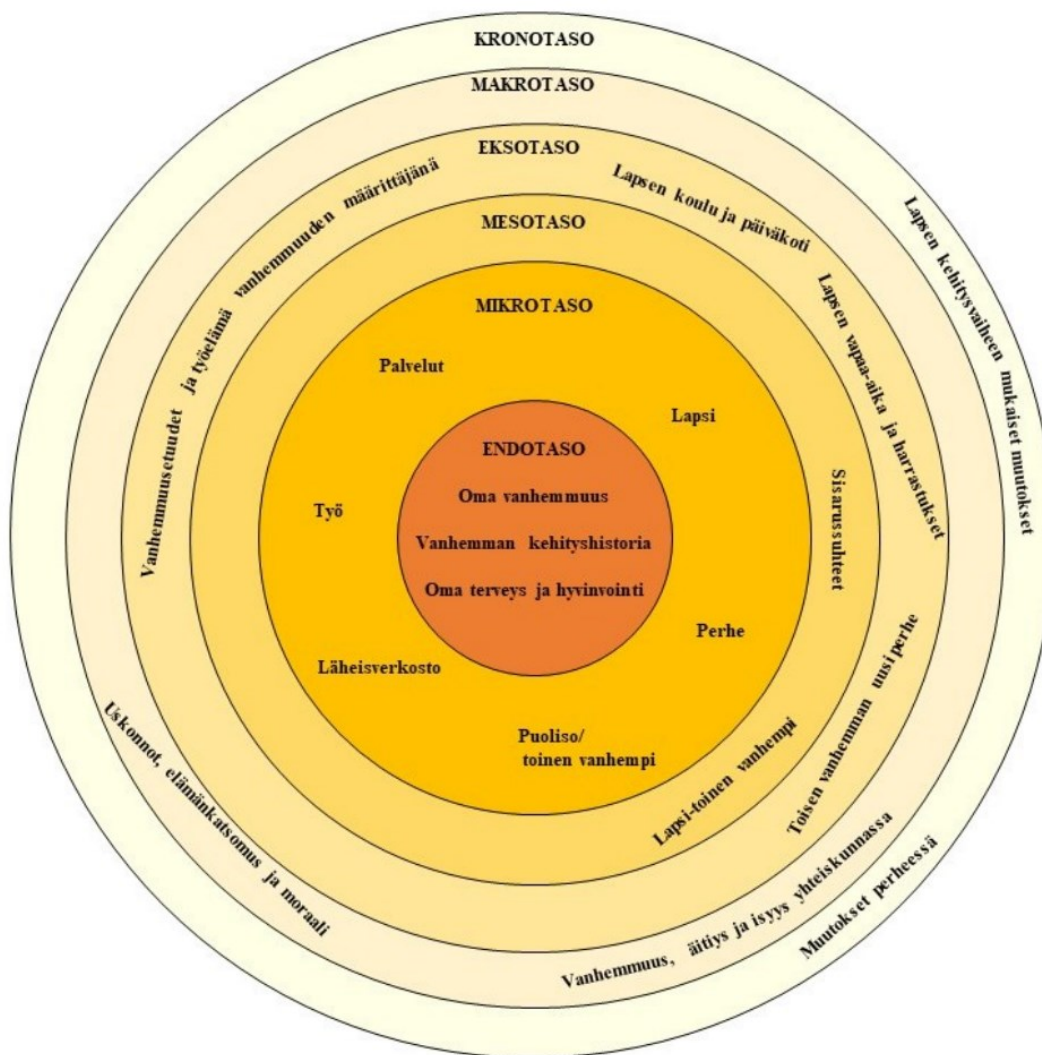 KRONOTASO
MAKROTASO
EKSOTASO
Vanhemmuusetuudet ja työelämä vanhemmuuden määrittäjänä
Lapsen koulu ja päiväkoti
Lapsen kehitysvaiheen mukaiset muutokset
MESOTASO
Lapsen vapaa-aika ja harrastukset
MIKROTASO
Palvelut
Lapsi
ENDOTASO
Oma vanhemmuus
Vanhemman kehityshistoria
Oma terveys ja hyvinvointi
Työ
Sisarussuhteet
Perhe
Läheisverkosto
Puoliso/
toinen vanhempi
Lapsi-toinen vanhempi
Toisen vanhemman uusiperhe
Uskonnot, elämänkatsomus ja moraali
Vanhemmuus, äitiys ja isyys yhteiskunnassa
Muutokset perheessä